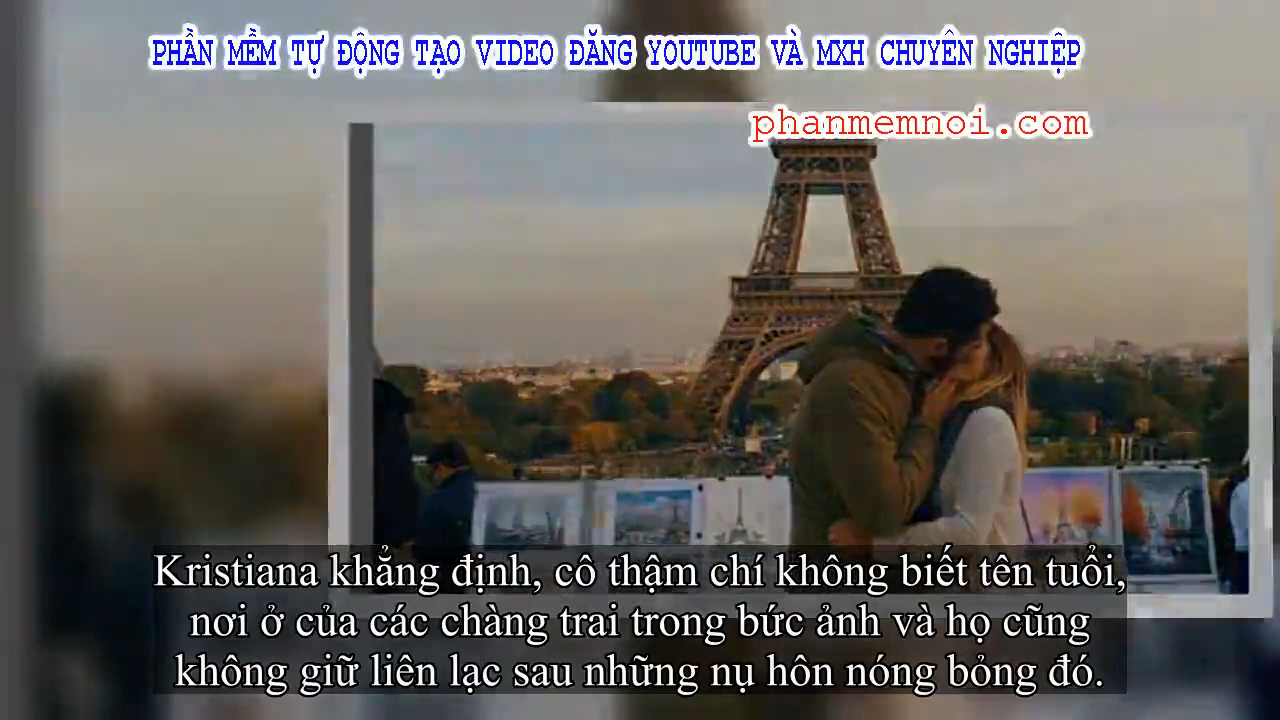 PHẦN MỀM TỰ ĐỘNG TẠO VIDEO ĐĂNG YOUTUBE VÀ MXH CHUYÊN NGHIỆP
phanmemnoi.com
Kristiana khẳng định, cô thậm chí không biết tên tuổi,
nơi ở của các chàng trai trong bức ảnh và họ cũng
không giữ liên lạc sau những nụ hôn nóng bỏng đó.